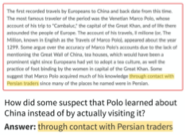 The first recorded travels by Europeans to China and back date from this time.
The most famous traveler of the period was the Venetian Marco Polo, whose
account of his trip to "Cambaluc," the capital of the Great Khan, and of life there
astounded the people of Europe. The account of his travels, Il milione (or, The
Million, known in English as the Travels of Marco Polo), appeared about the year
1299. Some argue over the accuracy of Marco Polo's accounts due to the lack of
mentioning the Great Wall of China, tea houses, which would have been a
prominent sight since Europeans had yet to adopt a tea culture, as well the
practice of foot binding by the women in capital of the Great Khan. Some
suggest that Marco Polo acquired much of his knowledge through contact with
Persian traders since many of the places he named were in Persian.
How did some suspect that Polo learned about
China instead of by actually visiting it?
Answer: through contact with Persian traders